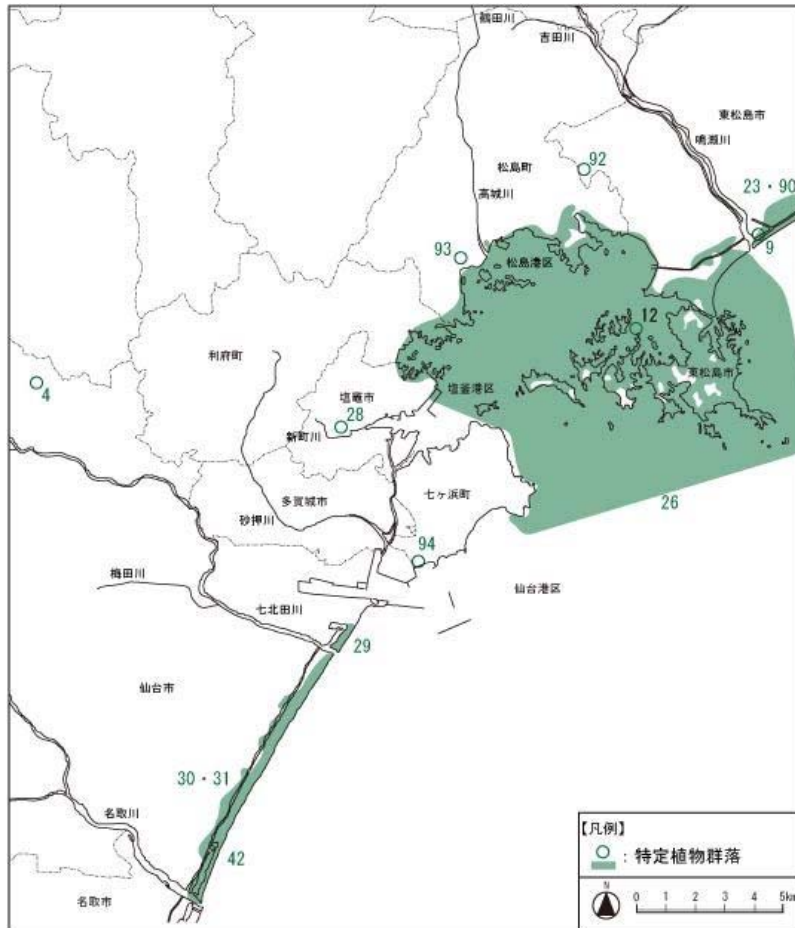 鶴田川
吉田川
東松島市
鳴瀬川
松島町
92
高城川
23・90
9
93
松島港区
12
利府町
東松島市
塩竈市
塩釜港区
4
28
新町川
七ヶ浜町
多賀城市
26
砂押川
94
梅田川
仙台港区
七北田川
29
仙台市
30・31
名取川
42
名取市
【凡例】
:特定植物群落
N
0 1 2 3 4 5km